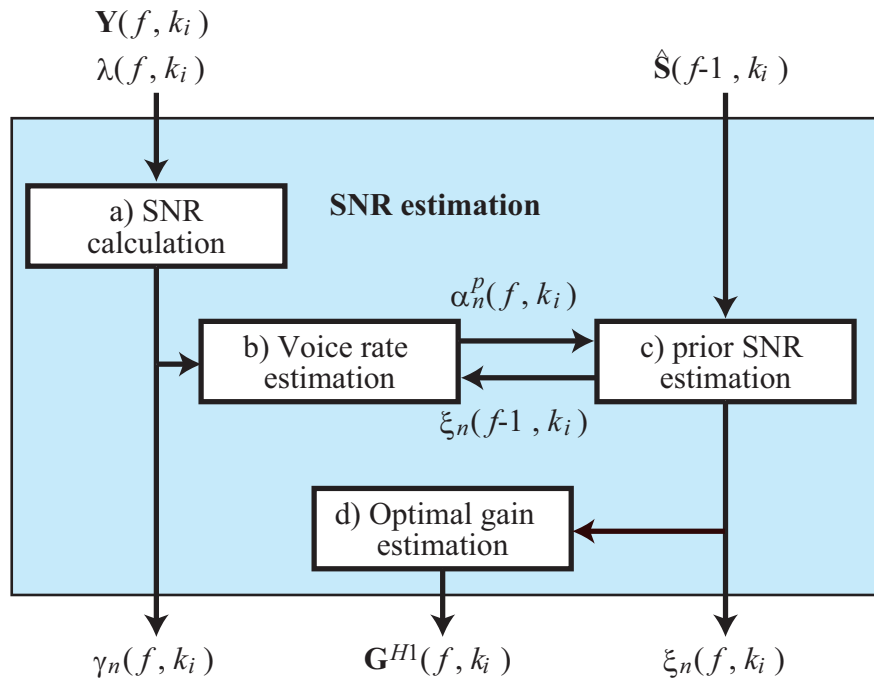 Y(f, k_i)
λ(f, k_i)
Ŝ(f-1, k_i)
a) SNR
calculation
SNR estimation
α_n^p(f, k_i)
b) Voice rate
estimation
c) prior SNR
estimation
ξ_n(f-1, k_i)
d) Optimal gain
estimation
γ_n(f, k_i)
G^{H1}(f, k_i)
ξ_n(f, k_i)